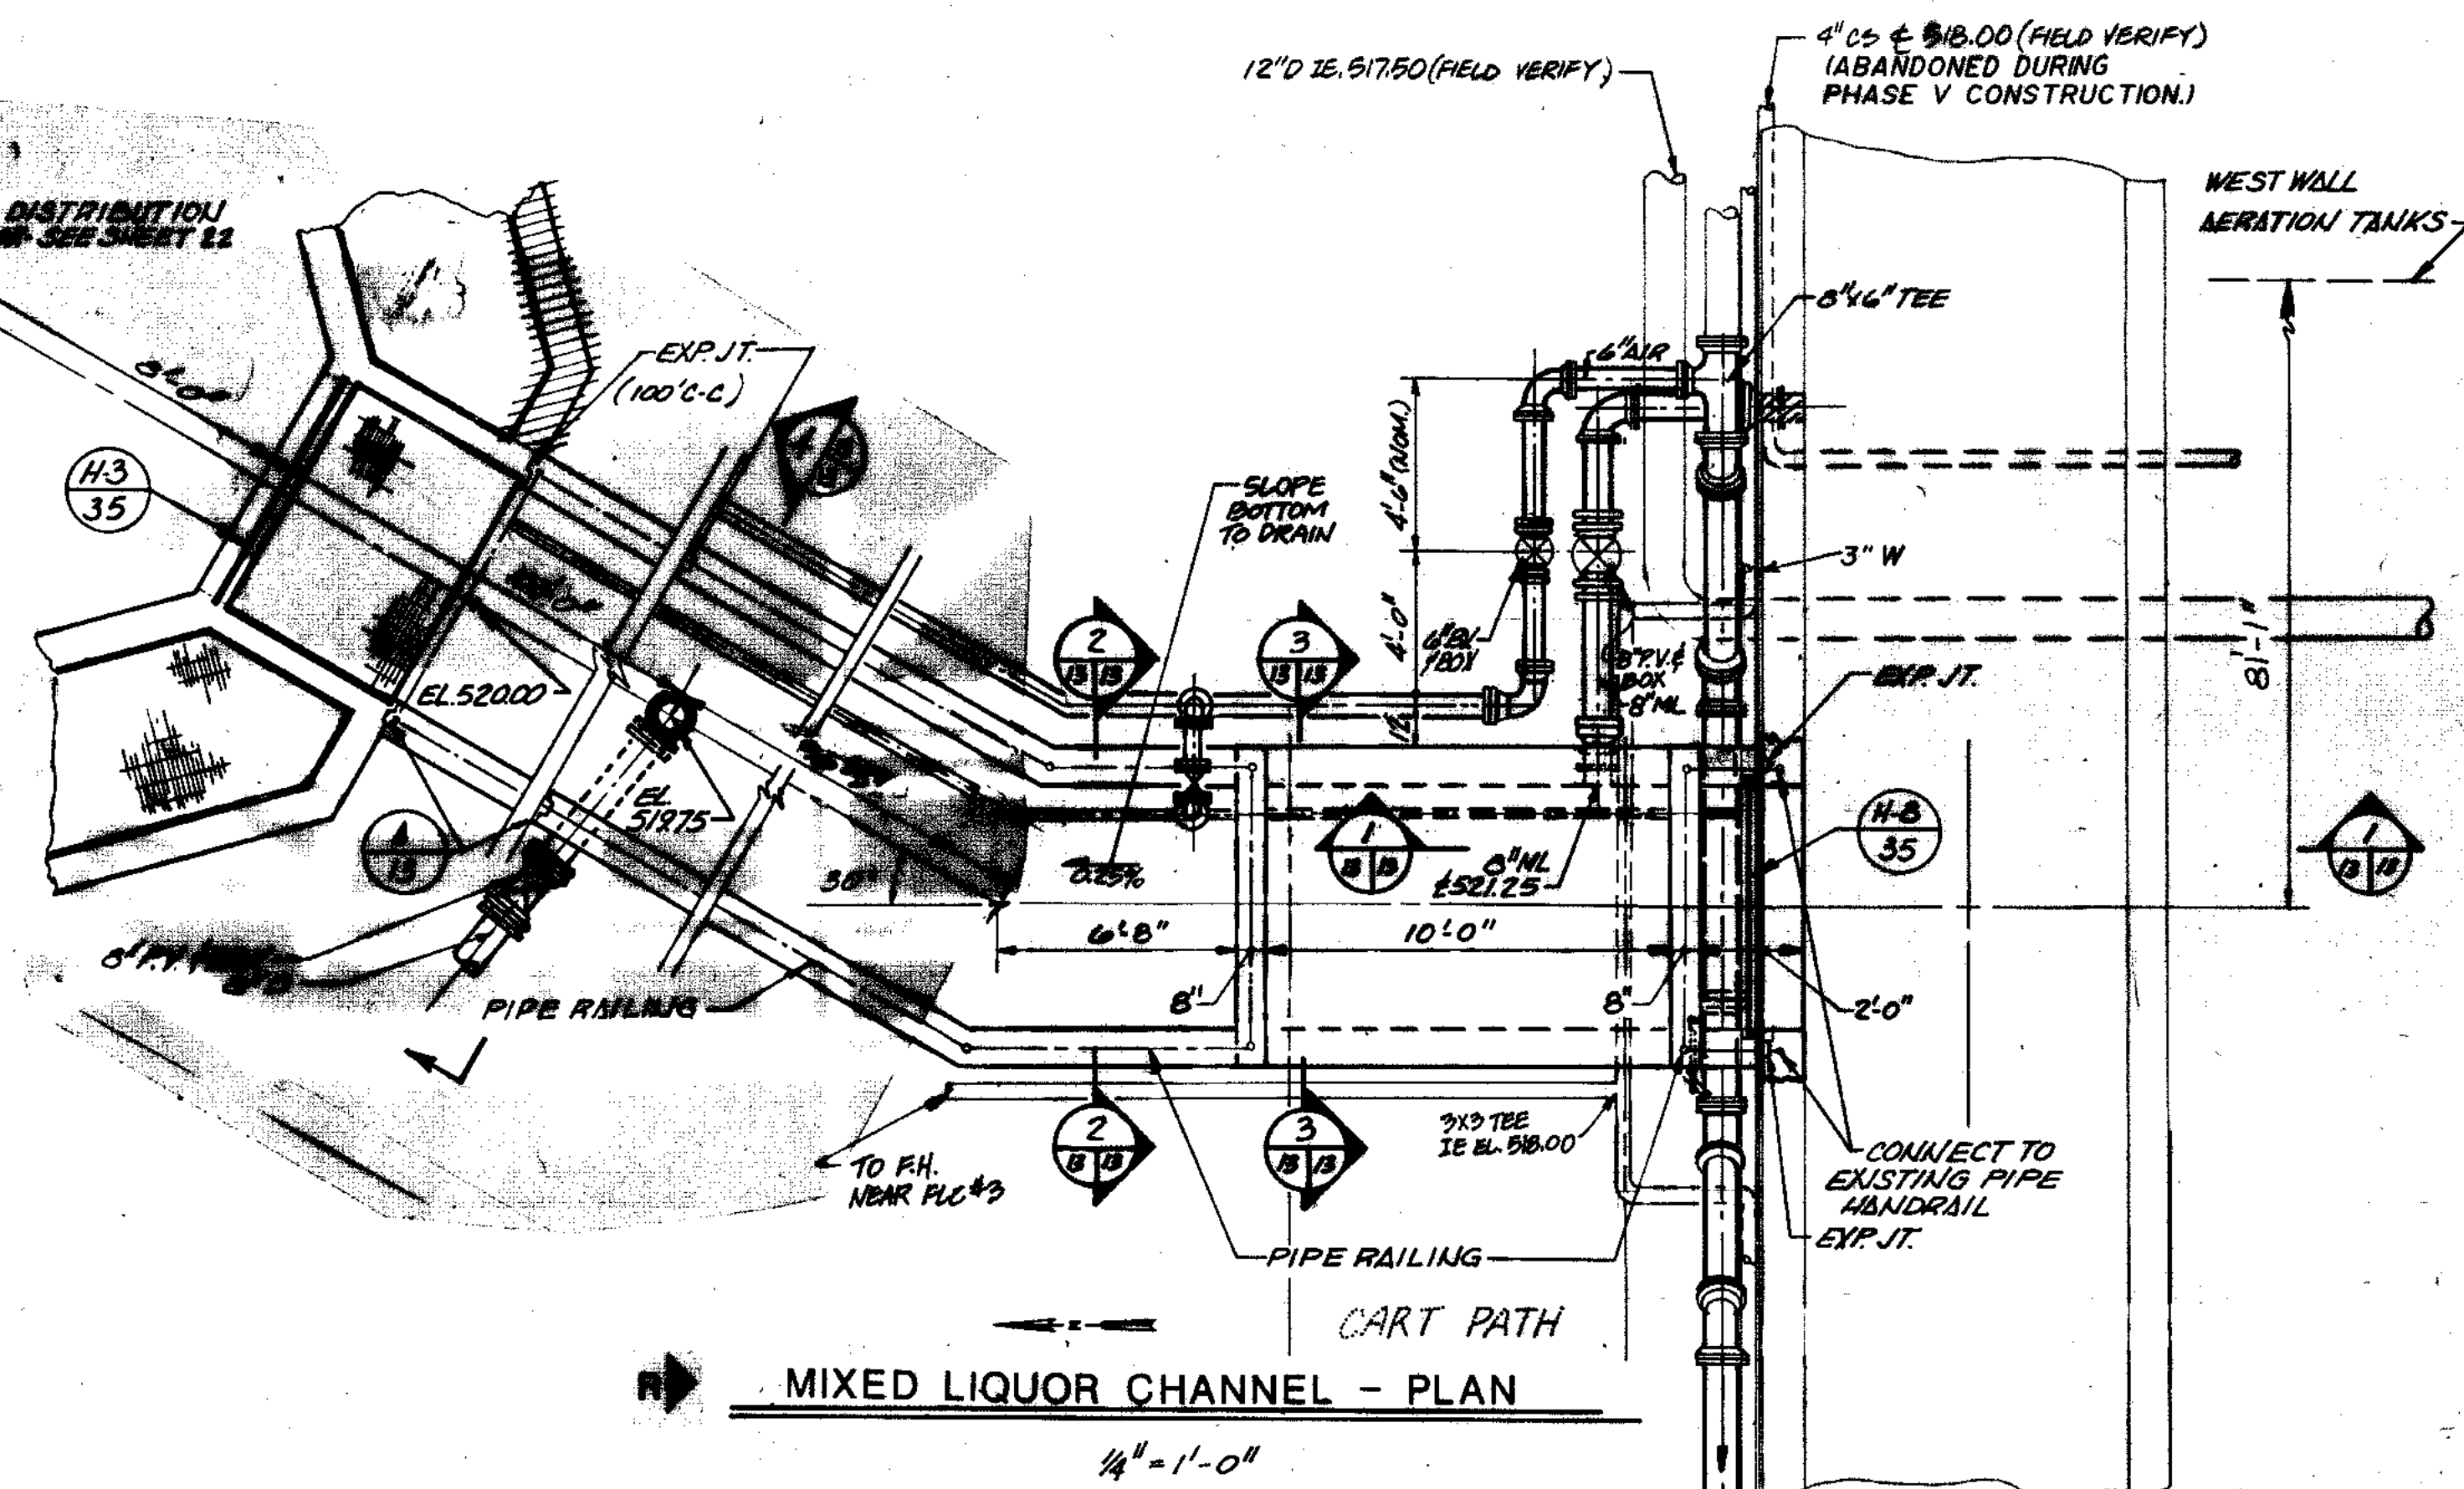 12"D IE. 517.50 (FIELD VERIFY)
4" CS ℄ 518.00 (FIELD VERIFY)
(ABANDONED DURING
PHASE V CONSTRUCTION.)
WEST WALL
AERATION TANKS
DISTRIBUTION
SEE SHEET 22
8"x6" TEE
EXP. JT.
(100' C-C)
6" AIR
H-3
35
4
4'-6" (NOM.)
SLOPE
BOTTOM
TO DRAIN
3" W
4'-0"
2
13 13
3
13 13
BOX
8" P.V. &
BOX
8" ML
81'-1"
EXP. JT.
EL. 520.00
12
EL.
519.75
A
13
30°
0.25%
1
13 13
8" ML
℄ 521.25
H-8
35
1
13 13
6'-8"
10'-0"
8" P.V.
PIPE RAILING
8"
8"
2'-0"
2
13 13
3
13 13
3X3 TEE
IE EL. 518.00
TO F.H.
NEAR FLC #3
CONNECT TO
EXISTING PIPE
HANDRAIL
EXP. JT.
PIPE RAILING
CART PATH
MIXED LIQUOR CHANNEL - PLAN
1/4" = 1'-0"